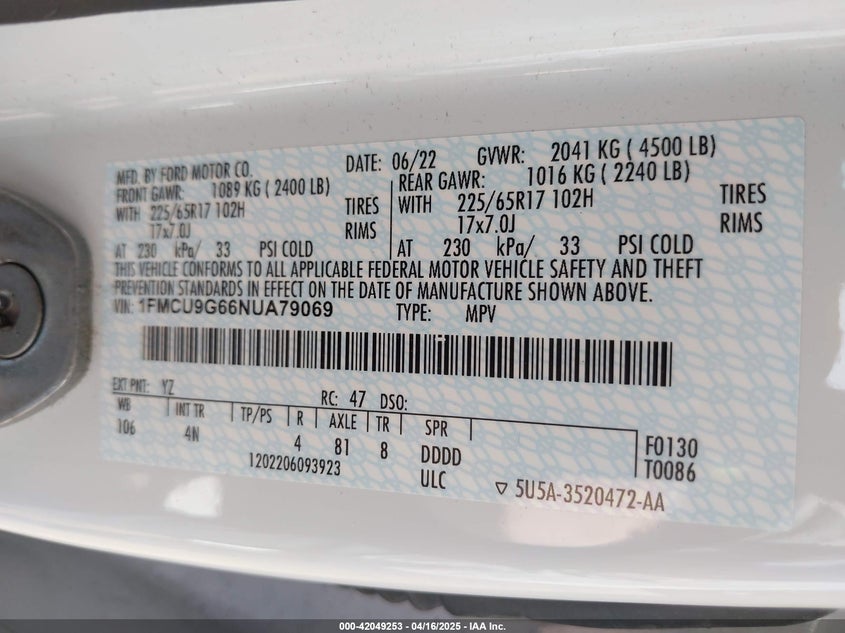 MFD. BY FORD MOTOR CO. DATE: 06/22 GVWR: 2041 KG ( 4500 LB)
FRONT GAWR: 1089 KG ( 2400 LB) REAR GAWR: 1016 KG ( 2240 LB)
WITH 225/65R17 102H TIRES WITH 225/65R17 102H TIRES
17x7.0J RIMS 17x7.0J RIMS
AT 230 kPa/ 33 PSI COLD AT 230 kPa/ 33 PSI COLD
THIS VEHICLE CONFORMS TO ALL APPLICABLE FEDERAL MOTOR VEHICLE SAFETY AND THEFT
PREVENTION STANDARDS IN EFFECT ON THE DATE OF MANUFACTURE SHOWN ABOVE.
VIN: 1FMCU9G66NUA79069 TYPE: MPV
EXT PNT: YZ RC: 47 DSO:
WB INT TR TP/PS R AXLE TR SPR
106 4N 4 81 8 DDDD F0130
1202206093923 ULC T0086
5U5A-3520472-AA
000-42049253 - 04/16/2025 - IAA Inc.